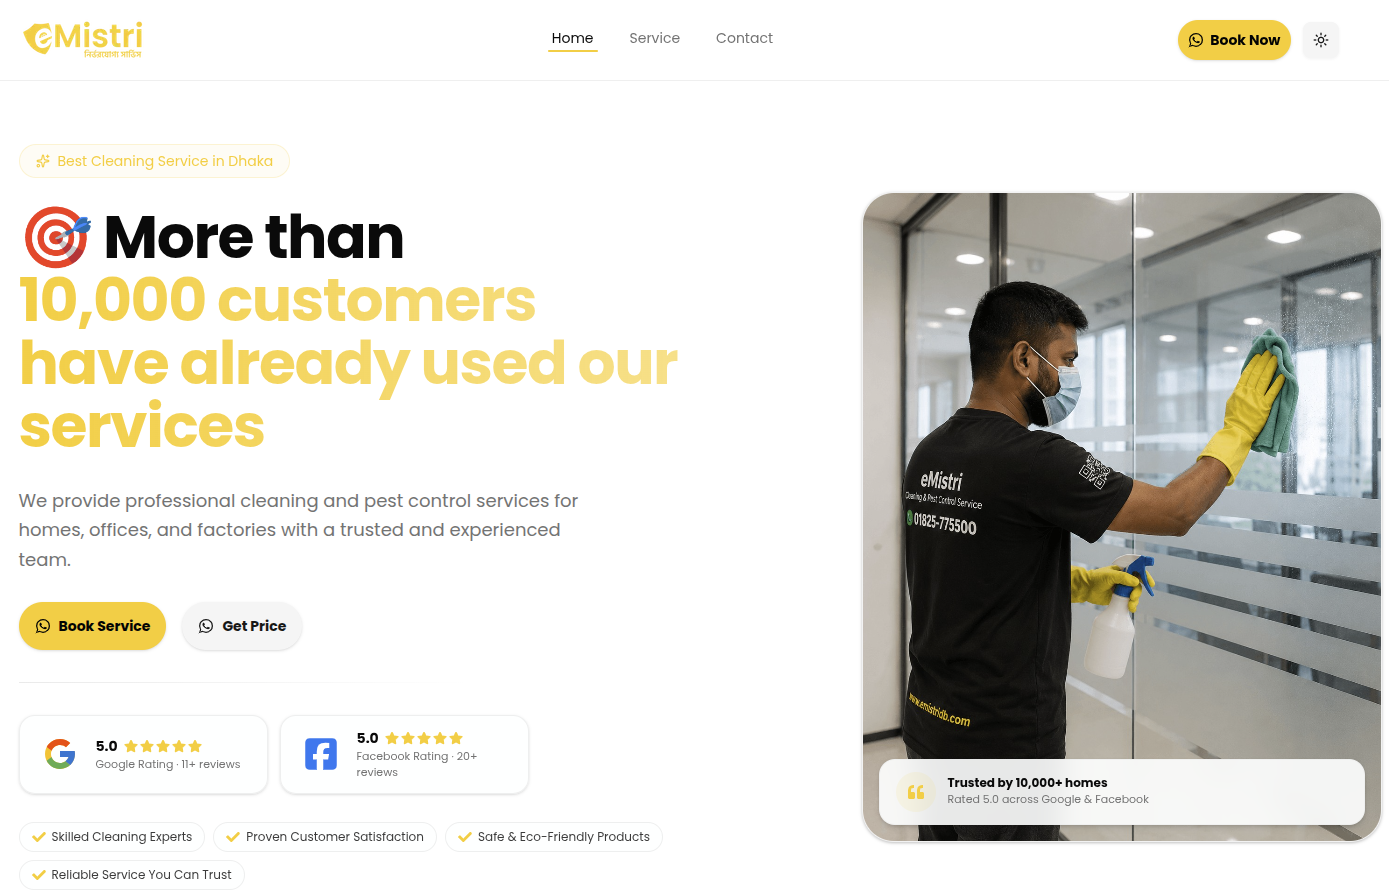 eMistri
নির্ভরযোগ্য সার্ভিস
Home
Service
Contact
Book Now
Best Cleaning Service in Dhaka
🎯 More than
10,000 customers
have already used our
services
We provide professional cleaning and pest control services for
homes, offices, and factories with a trusted and experienced
team.
Book Service
Get Price
5.0
Google Rating · 11+ reviews
5.0
Facebook Rating · 20+
reviews
Skilled Cleaning Experts
Proven Customer Satisfaction
Safe & Eco-Friendly Products
Reliable Service You Can Trust
eMistri
Cleaning & Pest Control Service
01825-775500
www.emistridb.com
Trusted by 10,000+ homes
Rated 5.0 across Google & Facebook